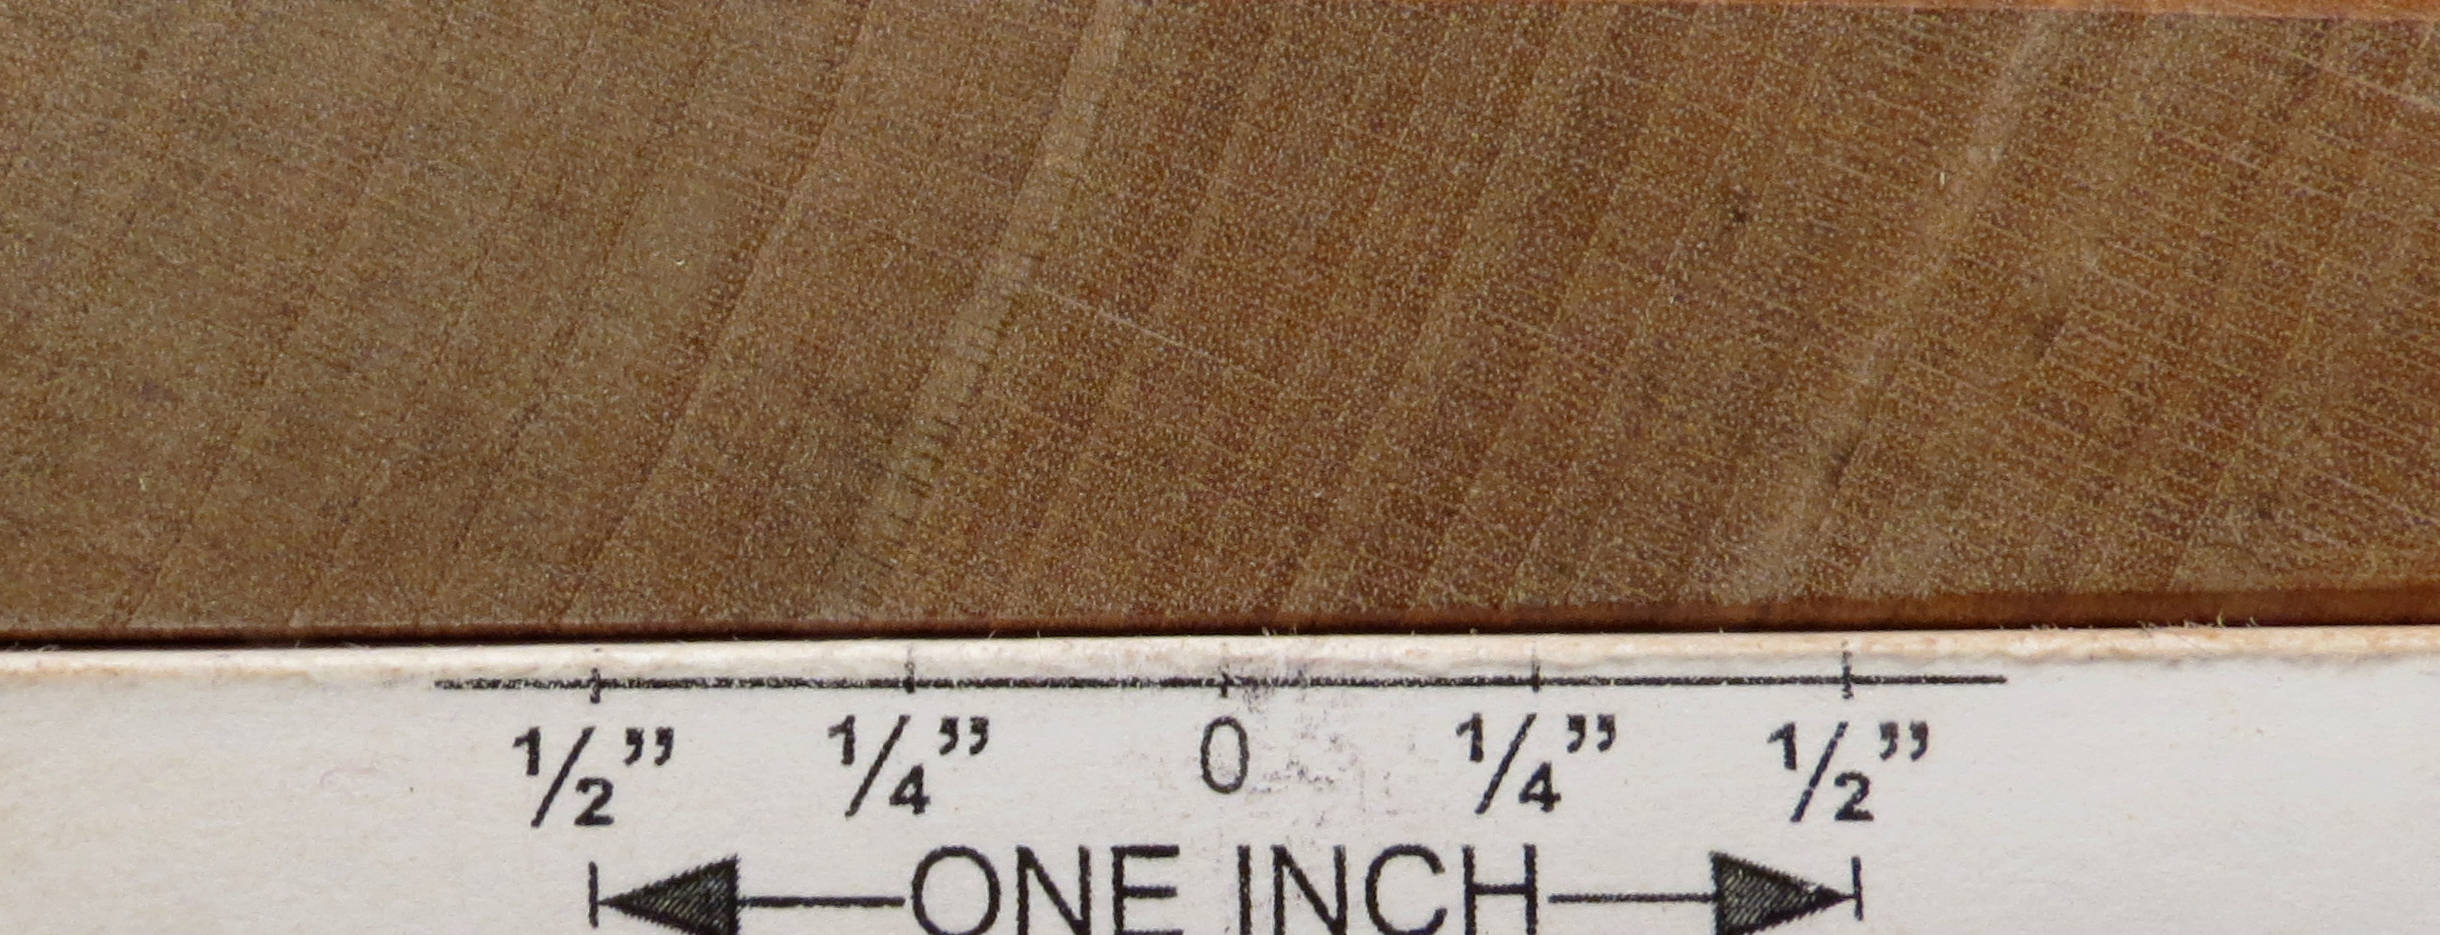 1/2” 1/4” 0 1/4” 1/2”
ONE INCH